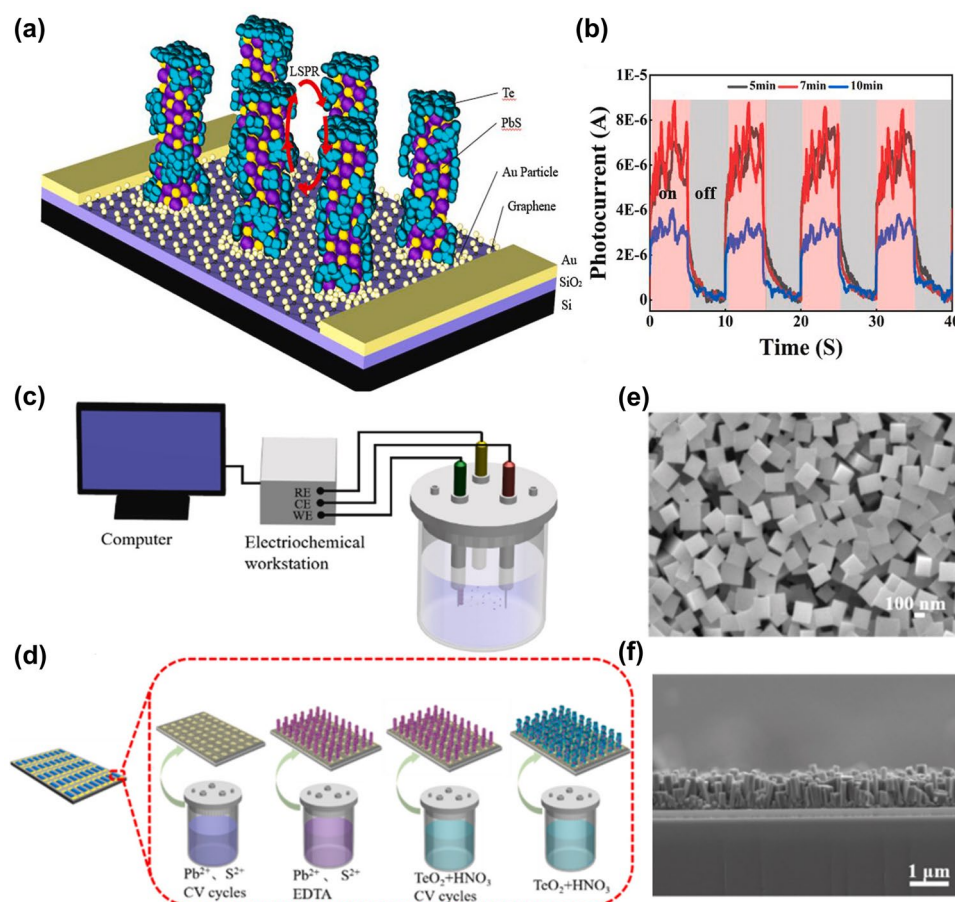 (a)
LSPR
Te
PbS
Au Particle
Graphene
Au
SiO₂
Si
(b)
1E-5
8E-6
6E-6
4E-6
2E-6
0
Photocurrent (A)
5min 7min 10min
on off
0 10 20 30 40
Time (S)
(c)
Computer
RE
CE
WE
Electriochemical
workstation
(d)
Pb²⁺、S²⁺
CV cycles
Pb²⁺、S²⁺
EDTA
TeO₂+HNO₃
CV cycles
TeO₂+HNO₃
(e)
100 nm
(f)
1 µm